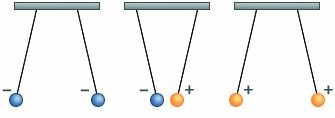 − − − + + +